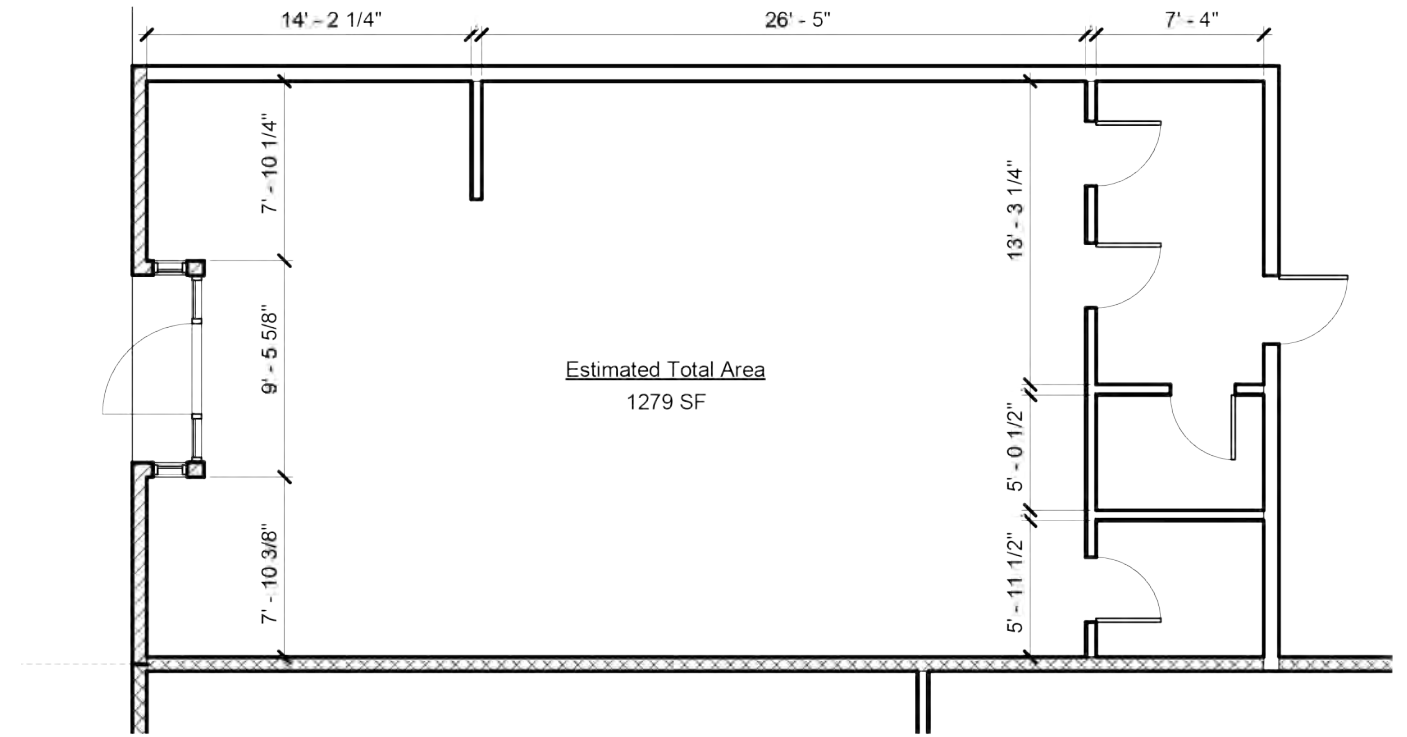 14' - 2 1/4"
26' - 5"
7' - 4"
7' - 10 1/4"
13' - 3 1/4"
9' - 5 5/8"
Estimated Total Area
1279 SF
5' - 0 1/2"
7' - 10 3/8"
5' - 11 1/2"